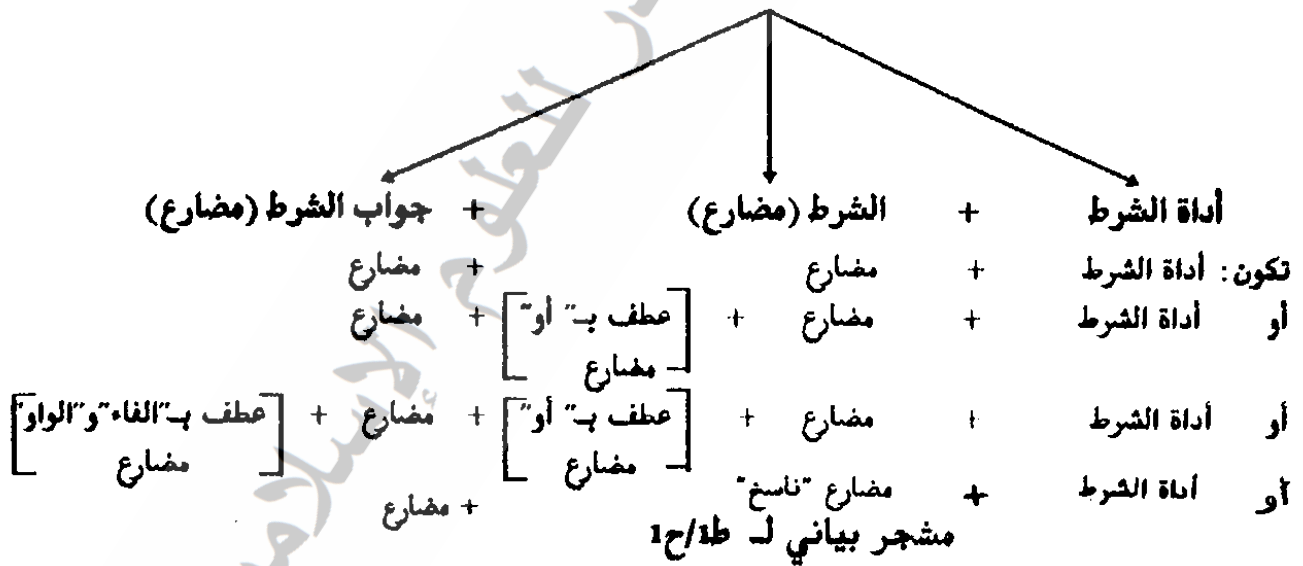 أداة الشرط + الشرط (مضارع) + جواب الشرط (مضارع)
تكون: أداة الشرط + مضارع + مضارع
أو أداة الشرط + مضارع + [عطف بـ"أو" مضارع] + مضارع
أو أداة الشرط + مضارع + [عطف بـ"أو" مضارع] + مضارع + [عطف بـ"الفاء" و"الواو" مضارع]
أو أداة الشرط + مضارع "ناسخ" + مضارع
مشجر بياني لـ ط1/ح1
العلوم الإسلامية